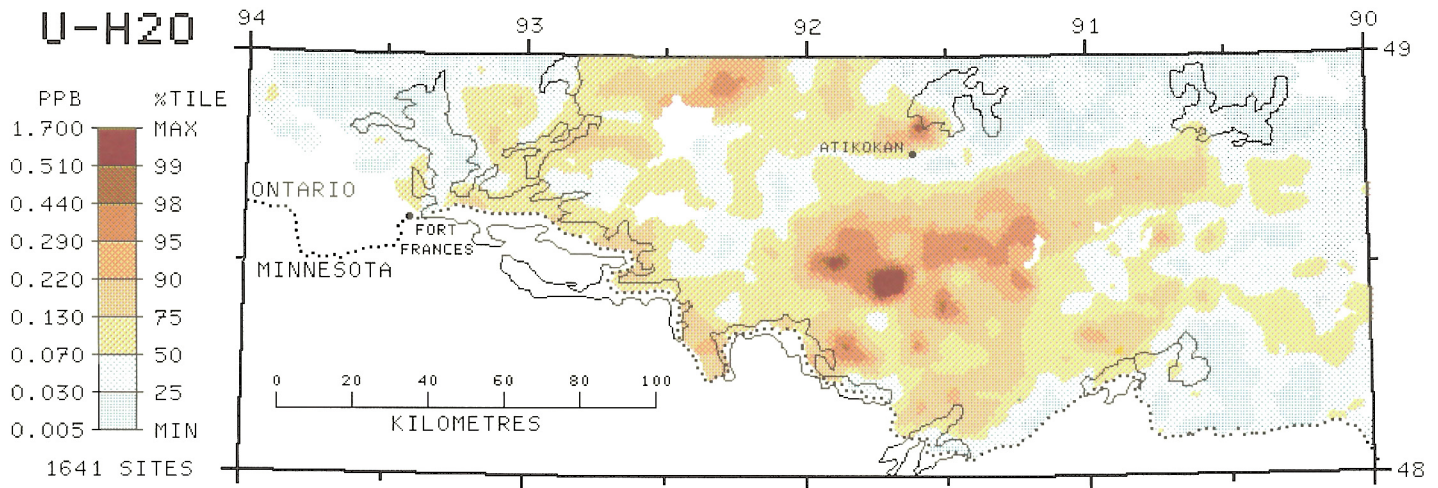 U-H2O
94
93
92
91
90
49
PPB %TILE
1.700 MAX
0.510 99
0.440 98
0.290 95
0.220 90
0.130 75
0.070 50
0.030 25
0.005 MIN
1641 SITES
ATIKOKAN
ONTARIO
FORT
FRANCES
MINNESOTA
0 20 40 60 80 100
KILOMETRES
48